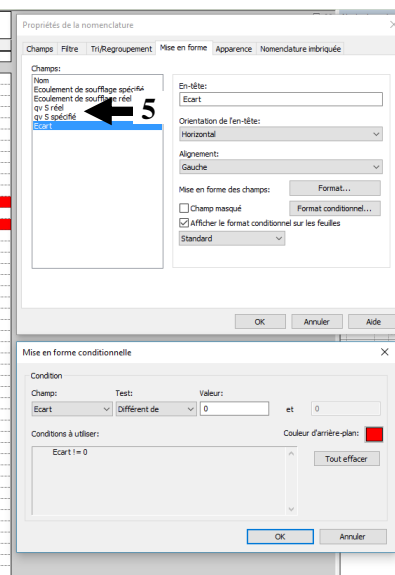 Propriétés de la nomenclature
Champs Filtre Tri/Regroupement Mise en forme Apparence Nomenclature imbriquée
Champs:
Nom
Ecoulement de soufflage spécifié
Ecoulement de soufflage réel
qv S réel
qv S spécifié
Ecart
5
En-tête:
Ecart
Orientation de l'en-tête:
Horizontal
Alignement:
Gauche
Mise en forme des champs: Format...
Champ masqué Format conditionnel...
Afficher le format conditionnel sur les feuilles
Standard
OK Annuler Aide
Mise en forme conditionnelle
Condition
Champ: Test: Valeur:
Ecart Différent de 0 et 0
Conditions à utiliser: Couleur d'arrière-plan:
Ecart != 0
Tout effacer
OK Annuler